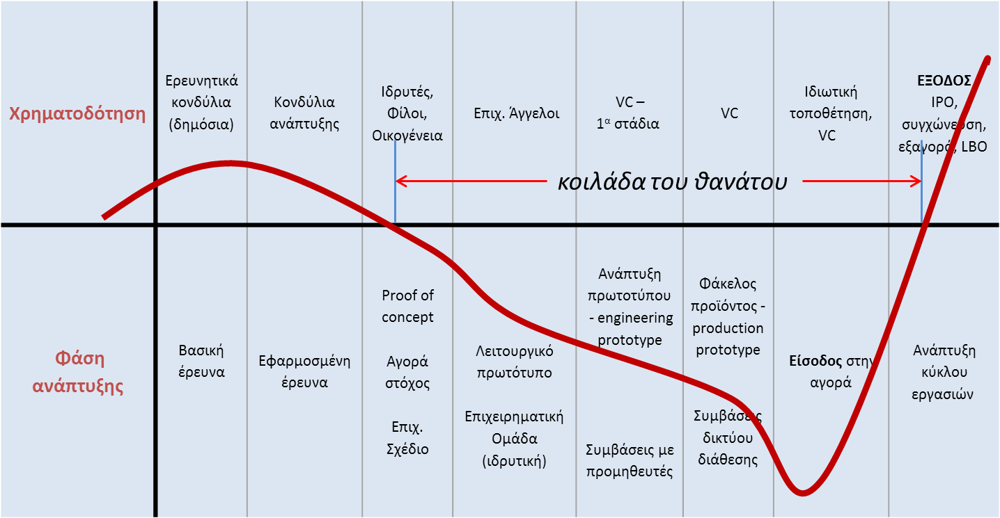 Χρηματοδότηση
Ερευνητικά
κονδύλια
(δημόσια)
Κονδύλια
ανάπτυξης
Ιδρυτές,
Φίλοι,
Οικογένεια
Επιχ. Άγγελοι
VC –
1α στάδια
VC
Ιδιωτική
τοποθέτηση,
VC
ΕΞΟΔΟΣ
IPO,
συγχώνευση,
εξαγορά, LBO
κοιλάδα του θανάτου
Φάση
ανάπτυξης
Βασική
έρευνα
Εφαρμοσμένη
έρευνα
Proof of
concept
Αγορά
στόχος
Επιχ.
Σχέδιο
Λειτουργικό
πρωτότυπο
Επιχειρηματική
Ομάδα
(ιδρυτική)
Ανάπτυξη
πρωτοτύπου
- engineering
prototype
Συμβάσεις με
προμηθευτές
Φάκελος
προϊόντος -
production
prototype
Συμβάσεις
δικτύου
διάθεσης
Είσοδος στην
αγορά
Ανάπτυξη
κύκλου
εργασιών